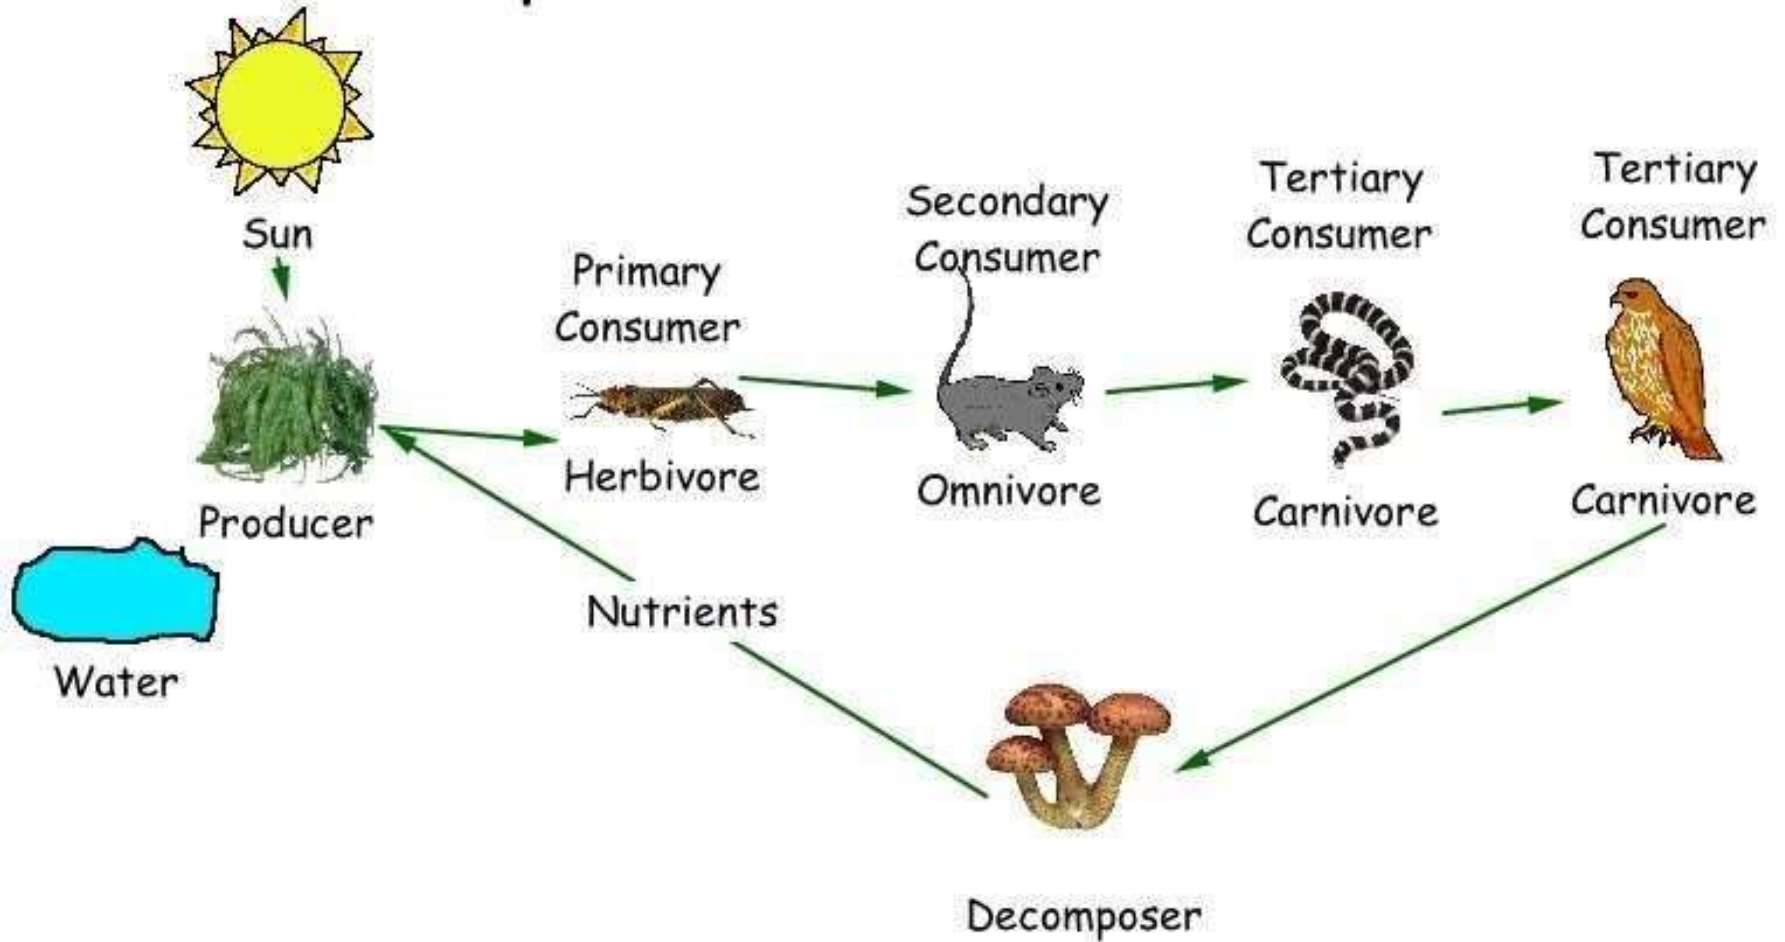 Sun
Producer
Water
Primary
Consumer
Herbivore
Secondary
Consumer
Omnivore
Tertiary
Consumer
Carnivore
Tertiary
Consumer
Carnivore
Nutrients
Decomposer